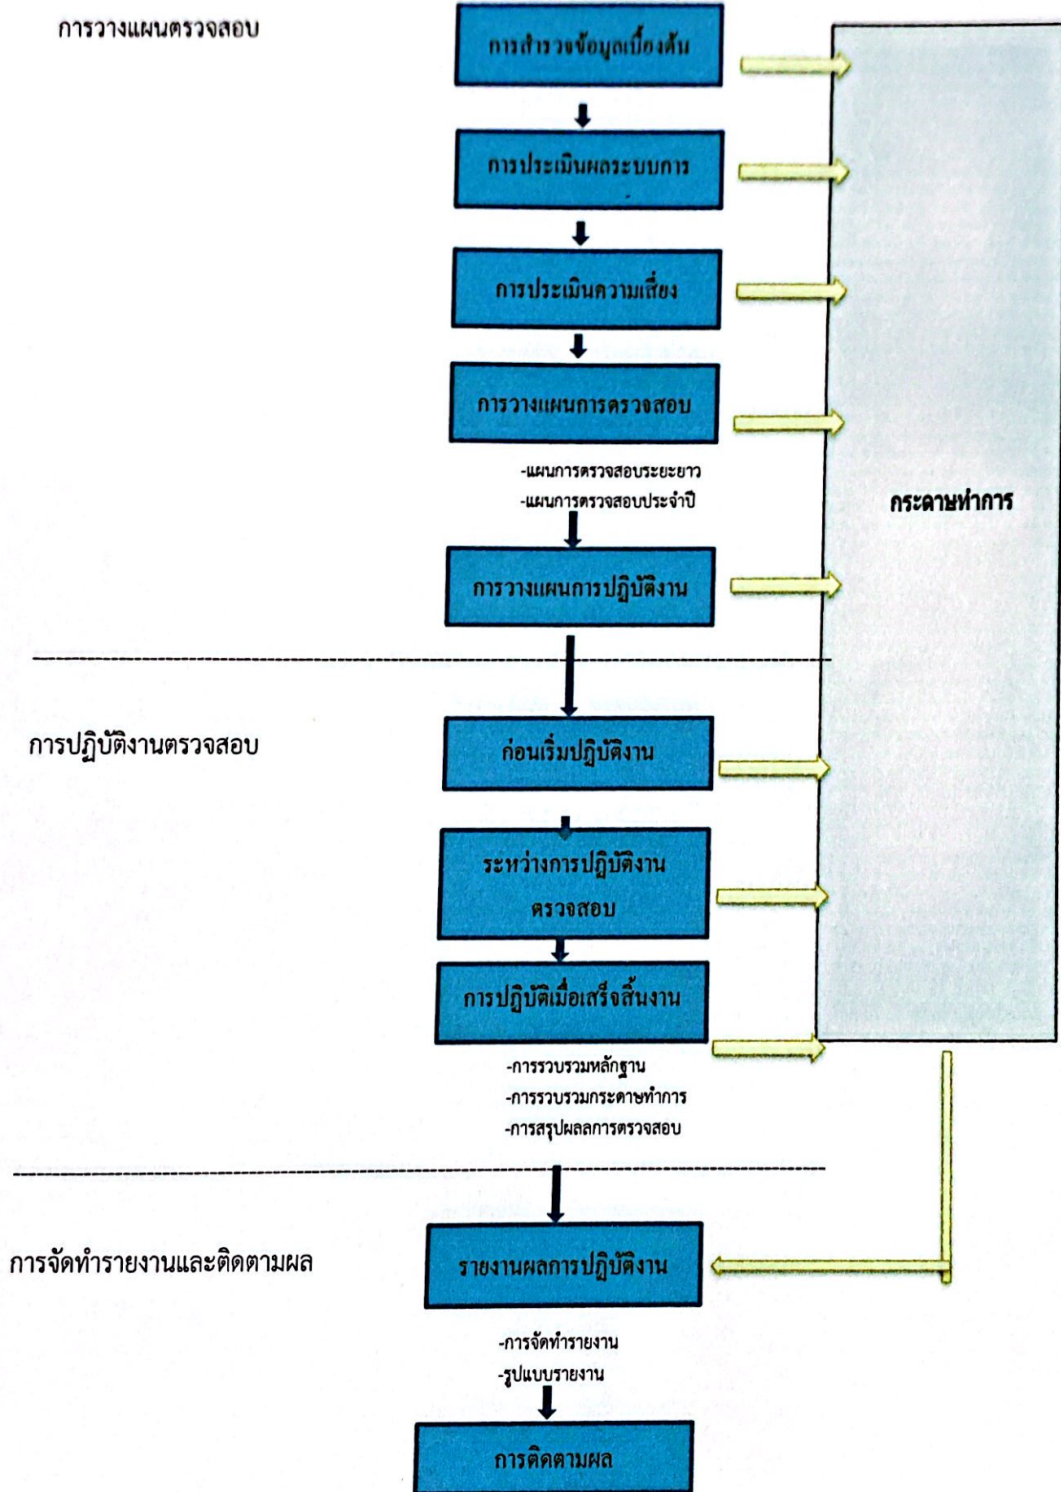 การวางแผนตรวจสอบ
การสำรวจข้อมูลเบื้องต้น
การประเมินผลระบบการ
การประเมินความเสี่ยง
การวางแผนการตรวจสอบ
-แผนการตรวจสอบระยะยาว
-แผนการตรวจสอบประจำปี
กระดาษทำการ
การวางแผนการปฏิบัติงาน
การปฏิบัติงานตรวจสอบ
ก่อนเริ่มปฏิบัติงาน
ระหว่างการปฏิบัติงาน
ตรวจสอบ
การปฏิบัติเมื่อเสร็จสิ้นงาน
-การรวบรวมหลักฐาน
-การรวบรวมกระดาษทำการ
-การสรุปผลลการตรวจสอบ
การจัดทำรายงานและติดตามผล
รายงานผลการปฏิบัติงาน
-การจัดทำรายงาน
-รูปแบบรายงาน
การติดตามผล